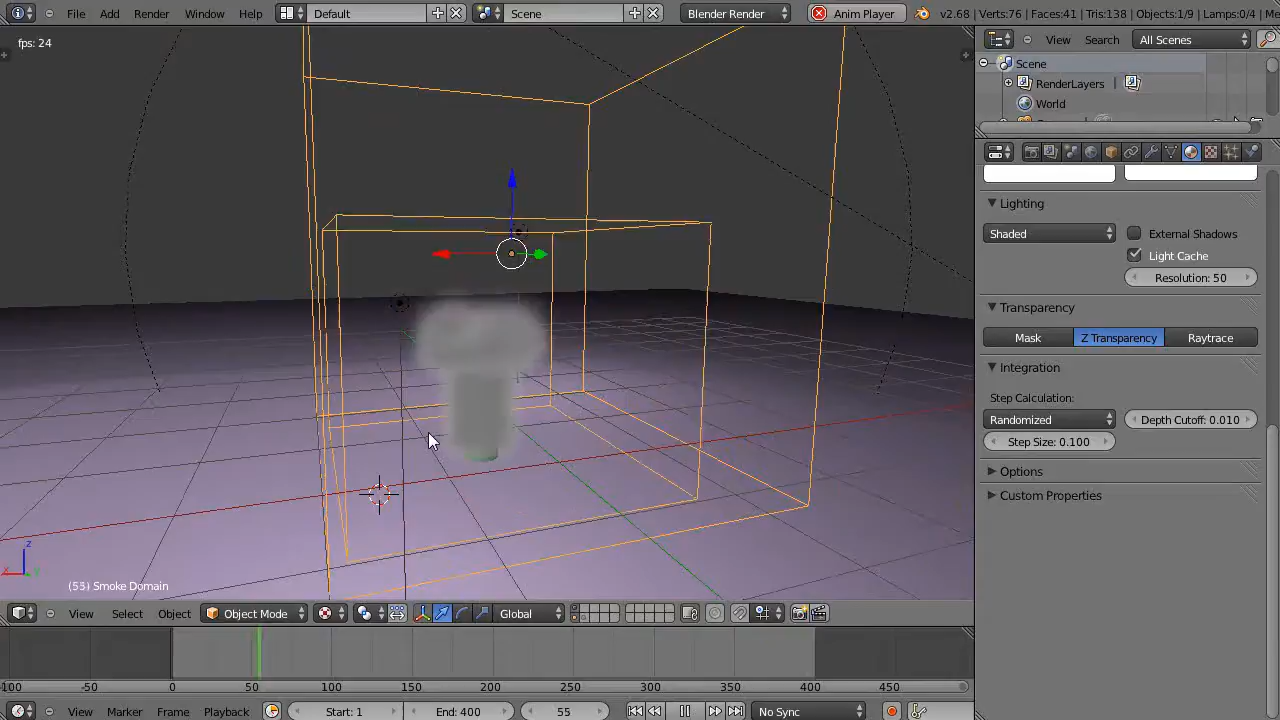 File Add Render Window Help Default Scene Blender Render Anim Player v2.68 | Verts:76 | Faces:41 | Tris:138 | Objects:1/9 | Lamps:0/4 | Me
fps: 24
View Search All Scenes
Scene
RenderLayers
World
Lighting
Shaded External Shadows
Light Cache
Resolution: 50
Transparency
Mask Z Transparency Raytrace
Integration
Step Calculation:
Randomized Depth Cutoff: 0.010
Step Size: 0.100
Options
Custom Properties
z
x y
(55) Smoke Domain
View Select Object Object Mode Global
-100 -50 0 50 100 150 200 250 300 350 400 450
View Marker Frame Playback Start: 1 End: 400 55 No Sync